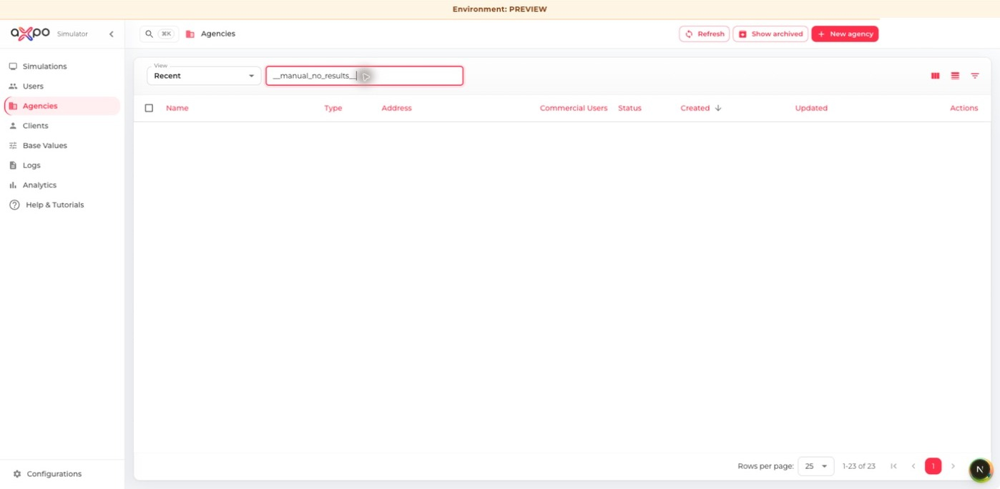 Environment: PREVIEW
axpo Simulator
⌘K Agencies Refresh Show archived + New agency
Simulations
Users
Agencies
Clients
Base Values
Logs
Analytics
Help & Tutorials
Configurations
View
Recent
__manual_no_results__
Name Type Address Commercial Users Status Created Updated Actions
Rows per page: 25 1-23 of 23 1
N